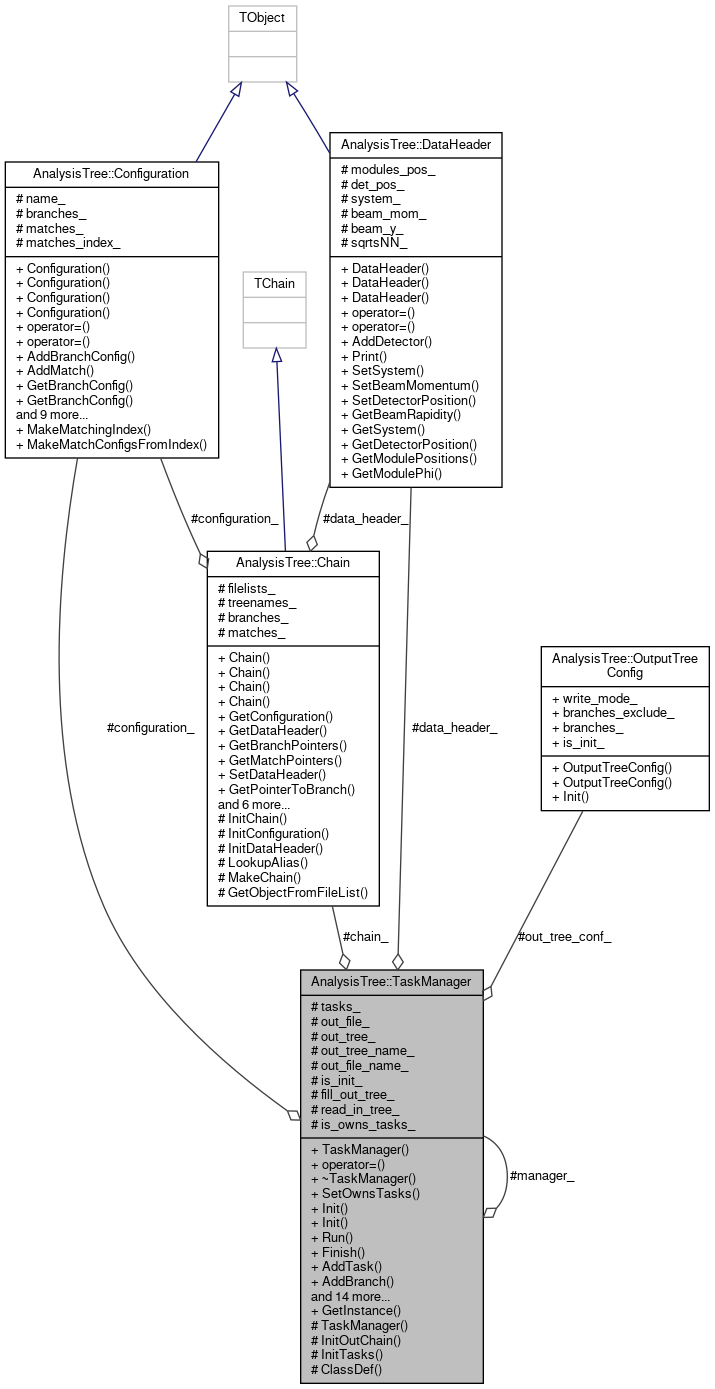 TObject
AnalysisTree::Configuration
# name_
# branches_
# matches_
# matches_index_
+ Configuration()
+ Configuration()
+ Configuration()
+ Configuration()
+ operator=()
+ operator=()
+ AddBranchConfig()
+ AddMatch()
+ GetBranchConfig()
+ GetBranchConfig()
and 9 more...
+ MakeMatchingIndex()
+ MakeMatchConfigsFromIndex()
AnalysisTree::DataHeader
# modules_pos_
# det_pos_
# system_
# beam_mom_
# beam_y_
# sqrtsNN_
+ DataHeader()
+ DataHeader()
+ DataHeader()
+ operator=()
+ operator=()
+ AddDetector()
+ Print()
+ SetSystem()
+ SetBeamMomentum()
+ SetDetectorPosition()
+ GetBeamRapidity()
+ GetSystem()
+ GetDetectorPosition()
+ GetModulePositions()
+ GetModulePhi()
TChain
#configuration_
#data_header_
AnalysisTree::Chain
# filelists_
# treenames_
# branches_
# matches_
+ Chain()
+ Chain()
+ Chain()
+ Chain()
+ GetConfiguration()
+ GetDataHeader()
+ GetBranchPointers()
+ GetMatchPointers()
+ SetDataHeader()
+ GetPointerToBranch()
and 6 more...
# InitChain()
# InitConfiguration()
# InitDataHeader()
# LookupAlias()
# MakeChain()
# GetObjectFromFileList()
#configuration_
#data_header_
AnalysisTree::OutputTree
Config
+ write_mode_
+ branches_exclude_
+ branches_
+ is_init_
+ OutputTreeConfig()
+ OutputTreeConfig()
+ Init()
#chain_
#out_tree_conf_
AnalysisTree::TaskManager
# tasks_
# out_file_
# out_tree_
# out_tree_name_
# out_file_name_
# is_init_
# fill_out_tree_
# read_in_tree_
# is_owns_tasks_
+ TaskManager()
+ operator=()
+ ~TaskManager()
+ SetOwnsTasks()
+ Init()
+ Init()
+ Run()
+ Finish()
+ AddTask()
+ AddBranch()
and 14 more...
+ GetInstance()
# TaskManager()
# InitOutChain()
# InitTasks()
# ClassDef()
#manager_